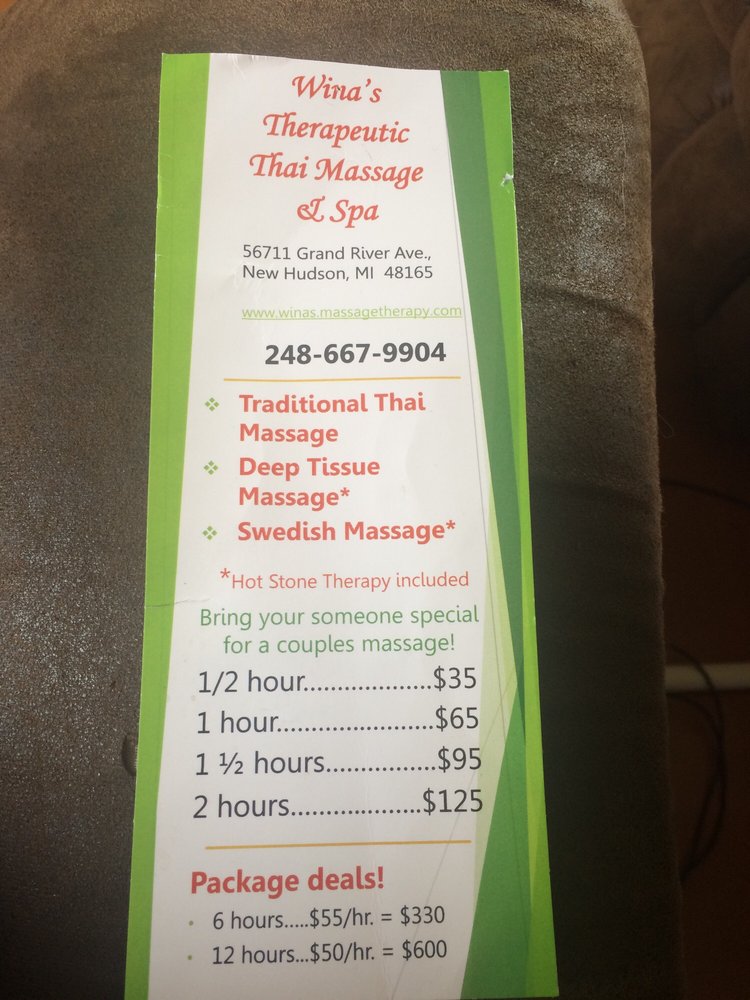 Wina's
Therapeutic
Thai Massage
& Spa
56711 Grand River Ave.,
New Hudson, MI 48165
www.winas.massagetherapy.com
248-667-9904
❖ Traditional Thai
Massage
❖ Deep Tissue
Massage*
❖ Swedish Massage*
*Hot Stone Therapy included
Bring your someone special
for a couples massage!
1/2 hour...................$35
1 hour.......................$65
1 ½ hours................$95
2 hours...................$125
Package deals!
• 6 hours.....$55/hr. = $330
• 12 hours...$50/hr. = $600